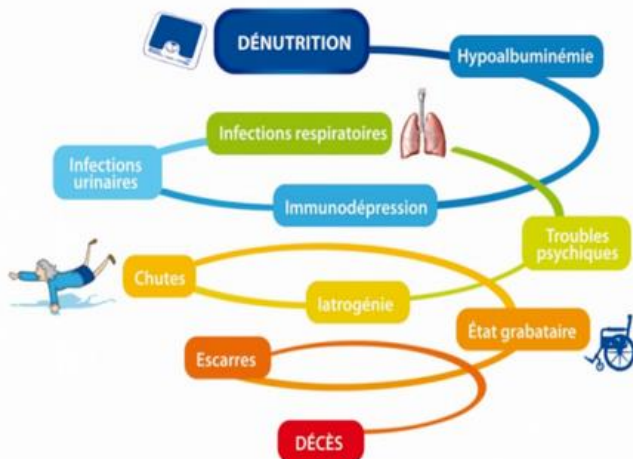 DÉNUTRITION
Hypoalbuminémie
Infections respiratoires
Infections
urinaires
Immunodépression
Troubles
psychiques
Chutes
Iatrogénie
État grabataire
Escarres
DÉCÈS